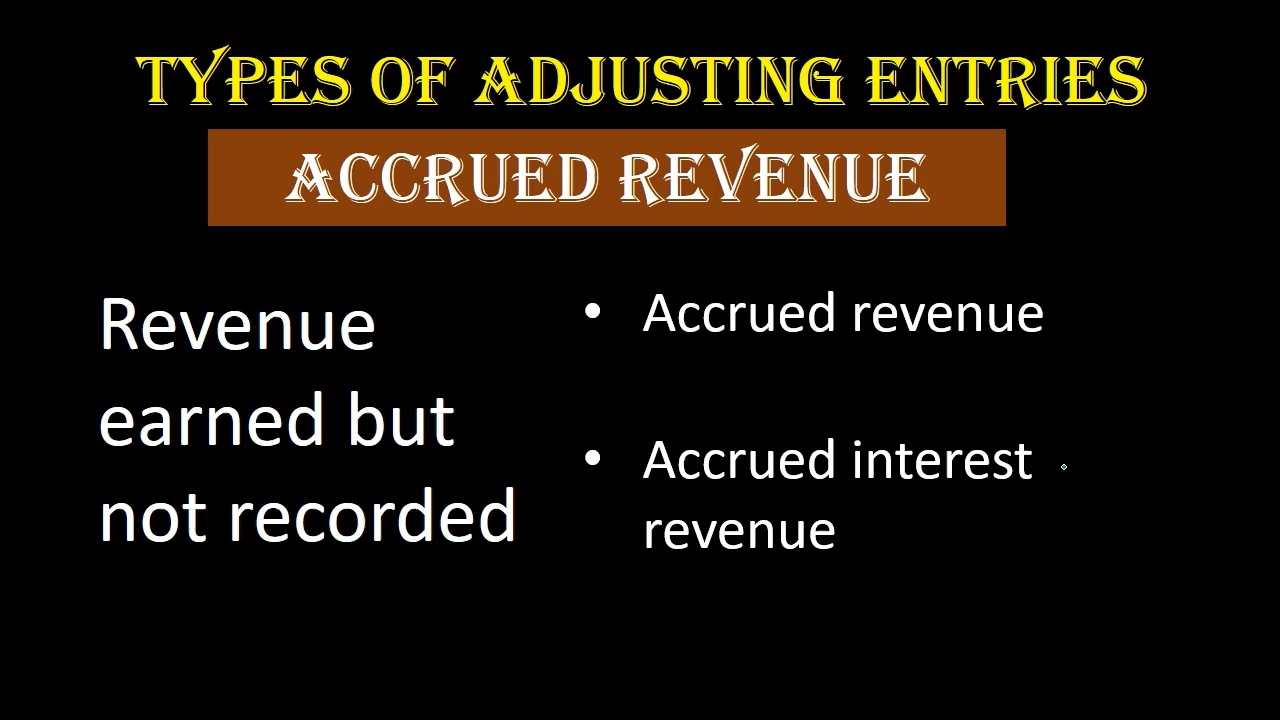 TYPES OF ADJUSTING ENTRIES
ACCRUED REVENUE
Revenue
earned but
not recorded
• Accrued revenue
• Accrued interest
revenue